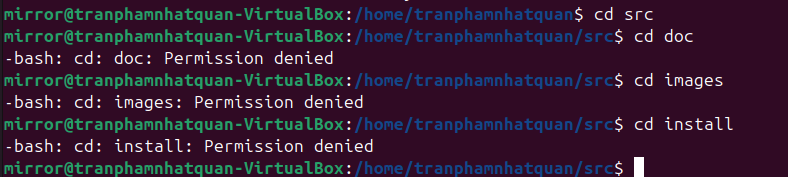 mirror@tranphamnhatquan-VirtualBox:/home/tranphamnhatquan$ cd src
mirror@tranphamnhatquan-VirtualBox:/home/tranphamnhatquan/src$ cd doc
-bash: cd: doc: Permission denied
mirror@tranphamnhatquan-VirtualBox:/home/tranphamnhatquan/src$ cd images
-bash: cd: images: Permission denied
mirror@tranphamnhatquan-VirtualBox:/home/tranphamnhatquan/src$ cd install
-bash: cd: install: Permission denied
mirror@tranphamnhatquan-VirtualBox:/home/tranphamnhatquan/src$